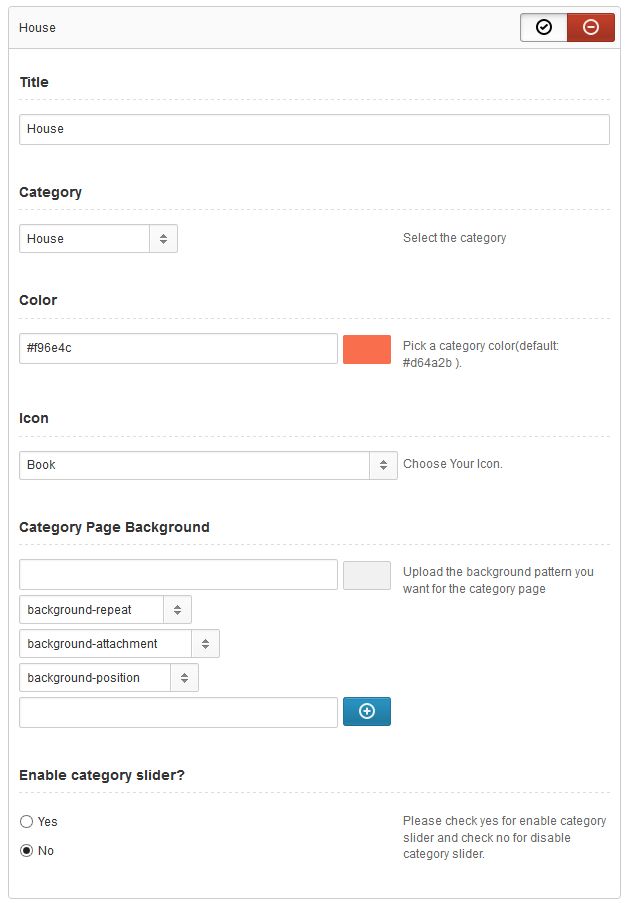 House
Title
House
Category
House
Select the category
Color
#f96e4c
Pick a category color(default:
#d64a2b ).
Icon
Book
Choose Your Icon.
Category Page Background
Upload the background pattern you
want for the category page
background-repeat
background-attachment
background-position
Enable category slider?
Yes
No
Please check yes for enable category
slider and check no for disable
category slider.